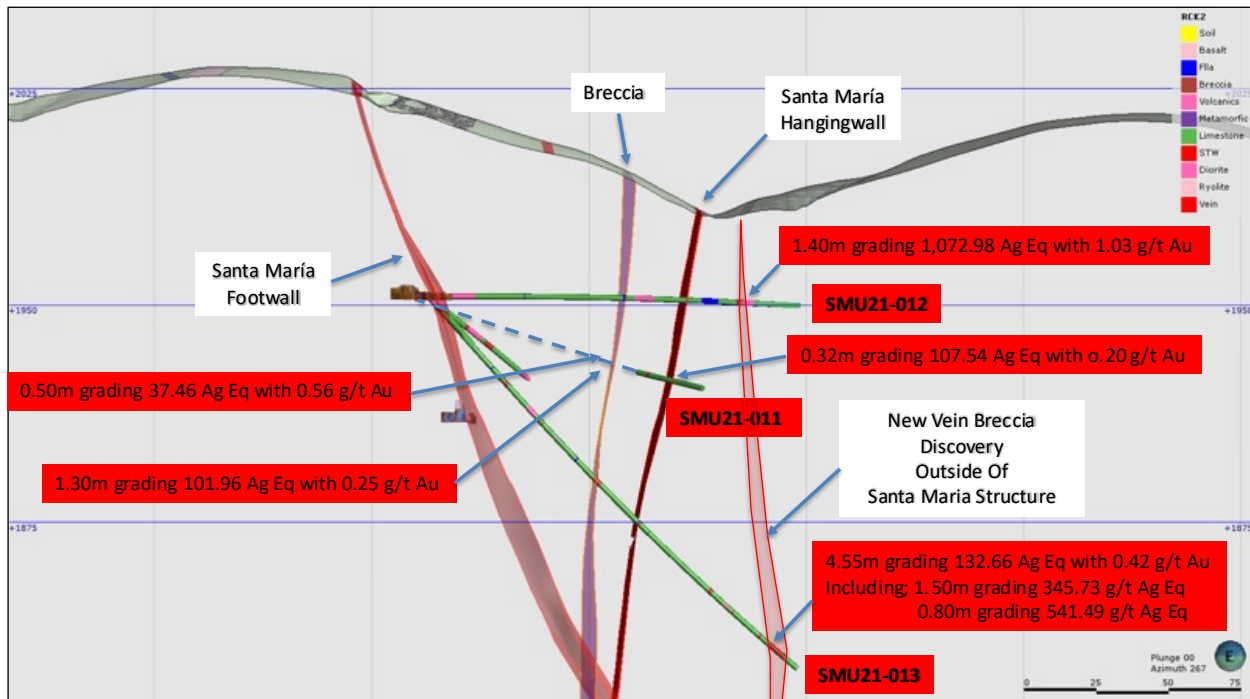 RCK2
Soil
Basalt
Flla
Breccia
Volcanics
Metamorfic
Limestone
STW
Diorite
Ryolite
Vein
+2025
+2025
Breccia
Santa María
Hangingwall
1.40m grading 1,072.98 Ag Eq with 1.03 g/t Au
Santa María
Footwall
SMU21-012
+1950
+1950
0.32m grading 107.54 Ag Eq with o.20 g/t Au
0.50m grading 37.46 Ag Eq with 0.56 g/t Au
SMU21-011
New Vein Breccia
Discovery
Outside Of
Santa Maria Structure
1.30m grading 101.96 Ag Eq with 0.25 g/t Au
+1875
+1875
4.55m grading 132.66 Ag Eq with 0.42 g/t Au
Including; 1.50m grading 345.73 g/t Ag Eq
0.80m grading 541.49 g/t Ag Eq
SMU21-013
Plunge 00
Azimuth 267
E
0 25 50 75